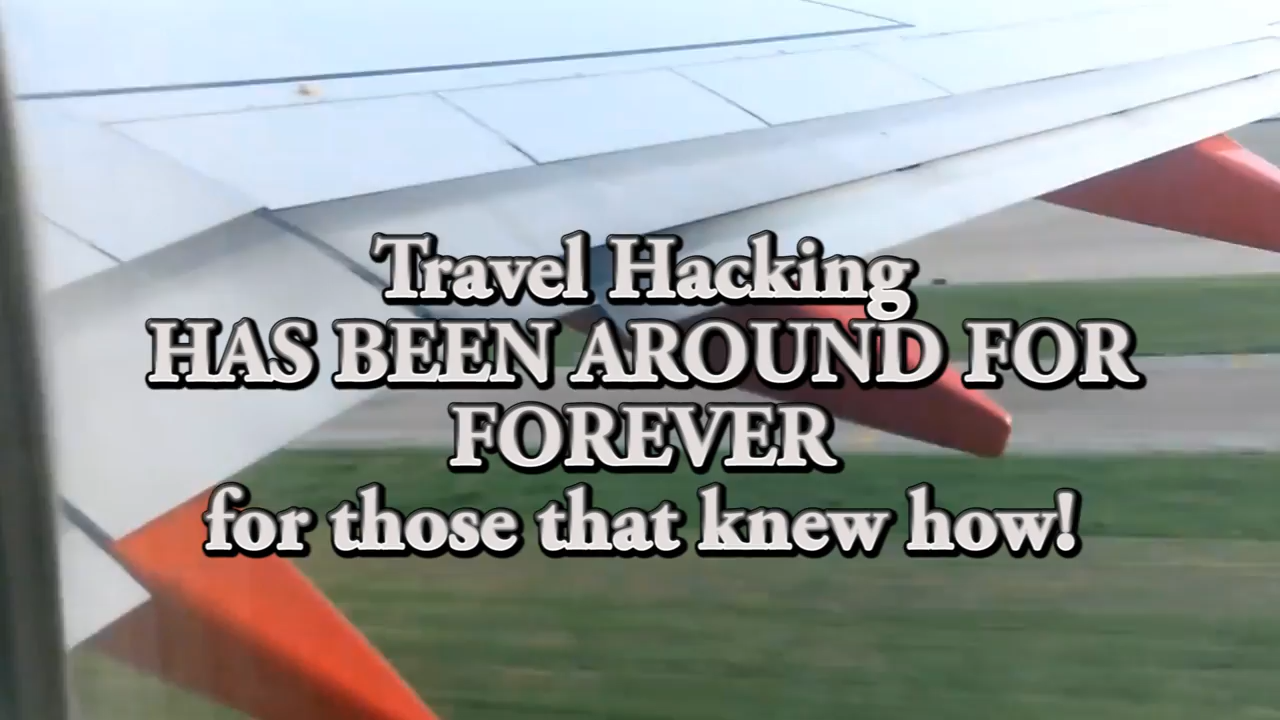 Travel Hacking
HAS BEEN AROUND FOR
FOREVER
for those that knew how!